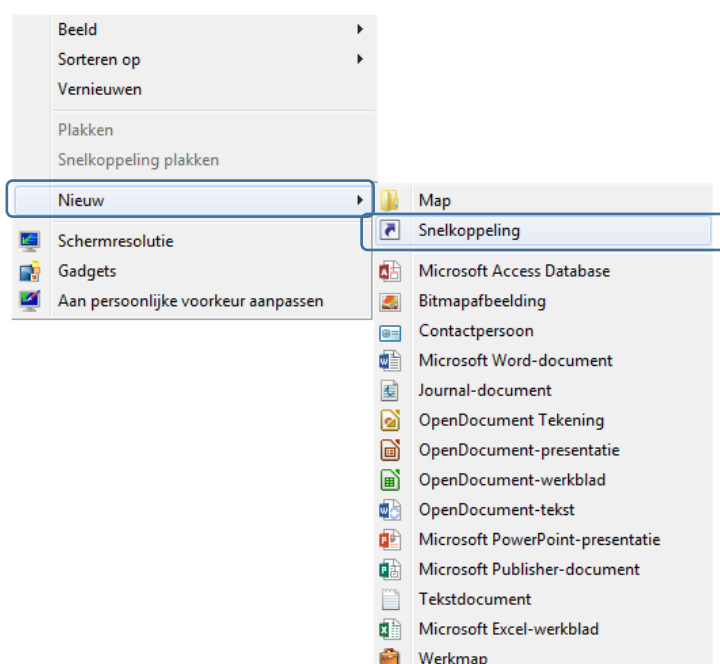 Beeld
Sorteren op
Vernieuwen
Plakken
Snelkoppeling plakken
Nieuw
Schermresolutie
Gadgets
Aan persoonlijke voorkeur aanpassen
Map
Snelkoppeling
Microsoft Access Database
Bitmapafbeelding
Contactpersoon
Microsoft Word-document
Journal-document
OpenDocument Tekening
OpenDocument-presentatie
OpenDocument-werkblad
OpenDocument-tekst
Microsoft PowerPoint-presentatie
Microsoft Publisher-document
Tekstdocument
Microsoft Excel-werkblad
Werkmap